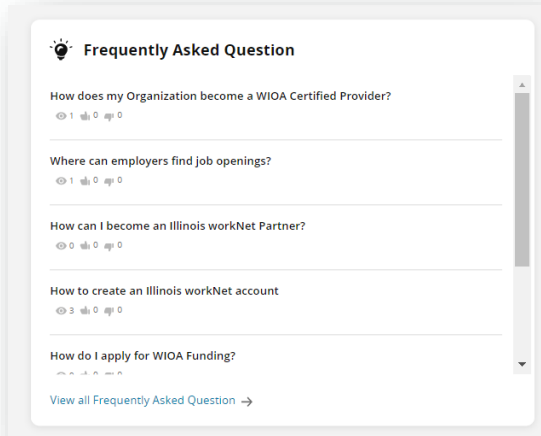 Frequently Asked Question
How does my Organization become a WIOA Certified Provider?
1 0 0
Where can employers find job openings?
1 0 0
How can I become an Illinois workNet Partner?
0 0 0
How to create an Illinois workNet account
3 0 0
How do I apply for WIOA Funding?
View all Frequently Asked Question →